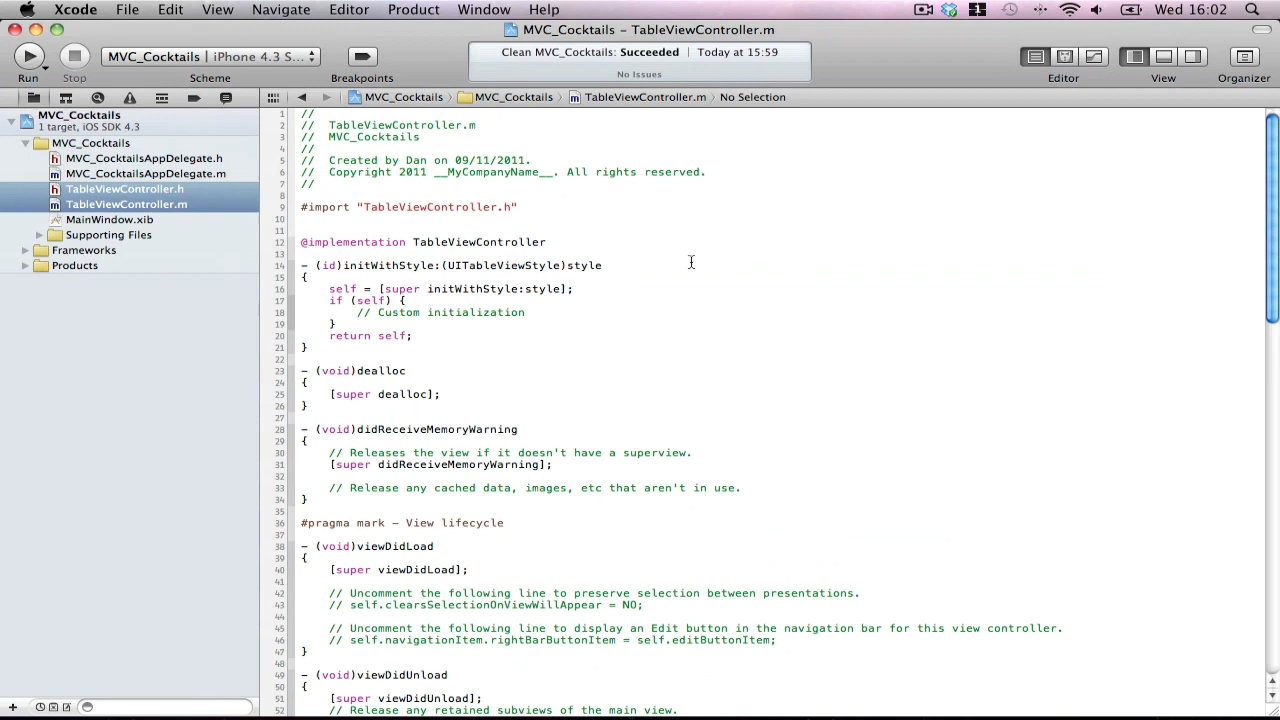 Xcode File Edit View Navigate Editor Product Window Help Wed 16:02
MVC_Cocktails - TableViewController.m
Run Stop MVC_Cocktails | iPhone 4.3 S... Scheme Breakpoints
Clean MVC_Cocktails: Succeeded | Today at 15:59
No Issues
Editor View Organizer
MVC_Cocktails
1 target, iOS SDK 4.3
MVC_Cocktails
h MVC_CocktailsAppDelegate.h
m MVC_CocktailsAppDelegate.m
h TableViewController.h
m TableViewController.m
MainWindow.xib
Supporting Files
Frameworks
Products
MVC_Cocktails MVC_Cocktails m TableViewController.m No Selection
1 //
2 // TableViewController.m
3 // MVC_Cocktails
4 //
5 // Created by Dan on 09/11/2011.
6 // Copyright 2011 __MyCompanyName__. All rights reserved.
7 //
8
9 #import "TableViewController.h"
10
11
12 @implementation TableViewController
13
14 - (id)initWithStyle:(UITableViewStyle)style
15 {
16 self = [super initWithStyle:style];
17 if (self) {
18 // Custom initialization
19 }
20 return self;
21 }
22
23 - (void)dealloc
24 {
25 [super dealloc];
26 }
27
28 - (void)didReceiveMemoryWarning
29 {
30 // Releases the view if it doesn't have a superview.
31 [super didReceiveMemoryWarning];
32
33 // Release any cached data, images, etc that aren't in use.
34 }
35
36 #pragma mark - View lifecycle
37
38 - (void)viewDidLoad
39 {
40 [super viewDidLoad];
41
42 // Uncomment the following line to preserve selection between presentations.
43 // self.clearsSelectionOnViewWillAppear = NO;
44
45 // Uncomment the following line to display an Edit button in the navigation bar for this view controller.
46 // self.navigationItem.rightBarButtonItem = self.editButtonItem;
47 }
48
49 - (void)viewDidUnload
50 {
51 [super viewDidUnload];
52 // Release any retained subviews of the main view.